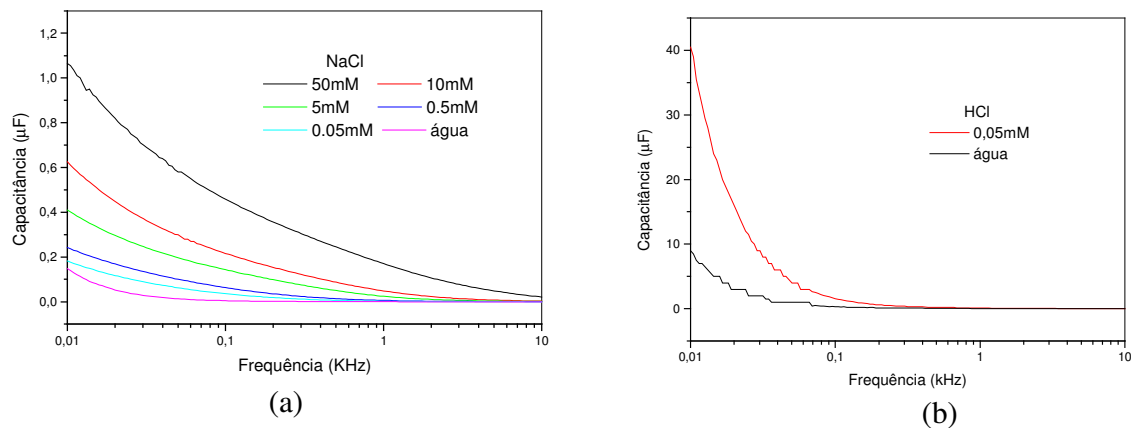 1,2
1,0
0,8
0,6
0,4
0,2
0,0
Capacitância (µF)
NaCl
50mM 10mM
5mM 0.5mM
0.05mM água
0,01 0,1 1 10
Frequência (KHz)
(a)
40
30
20
10
0
Capacitância (µF)
HCl
0,05mM
água
0,01 0,1 1 10
Frequência (kHz)
(b)